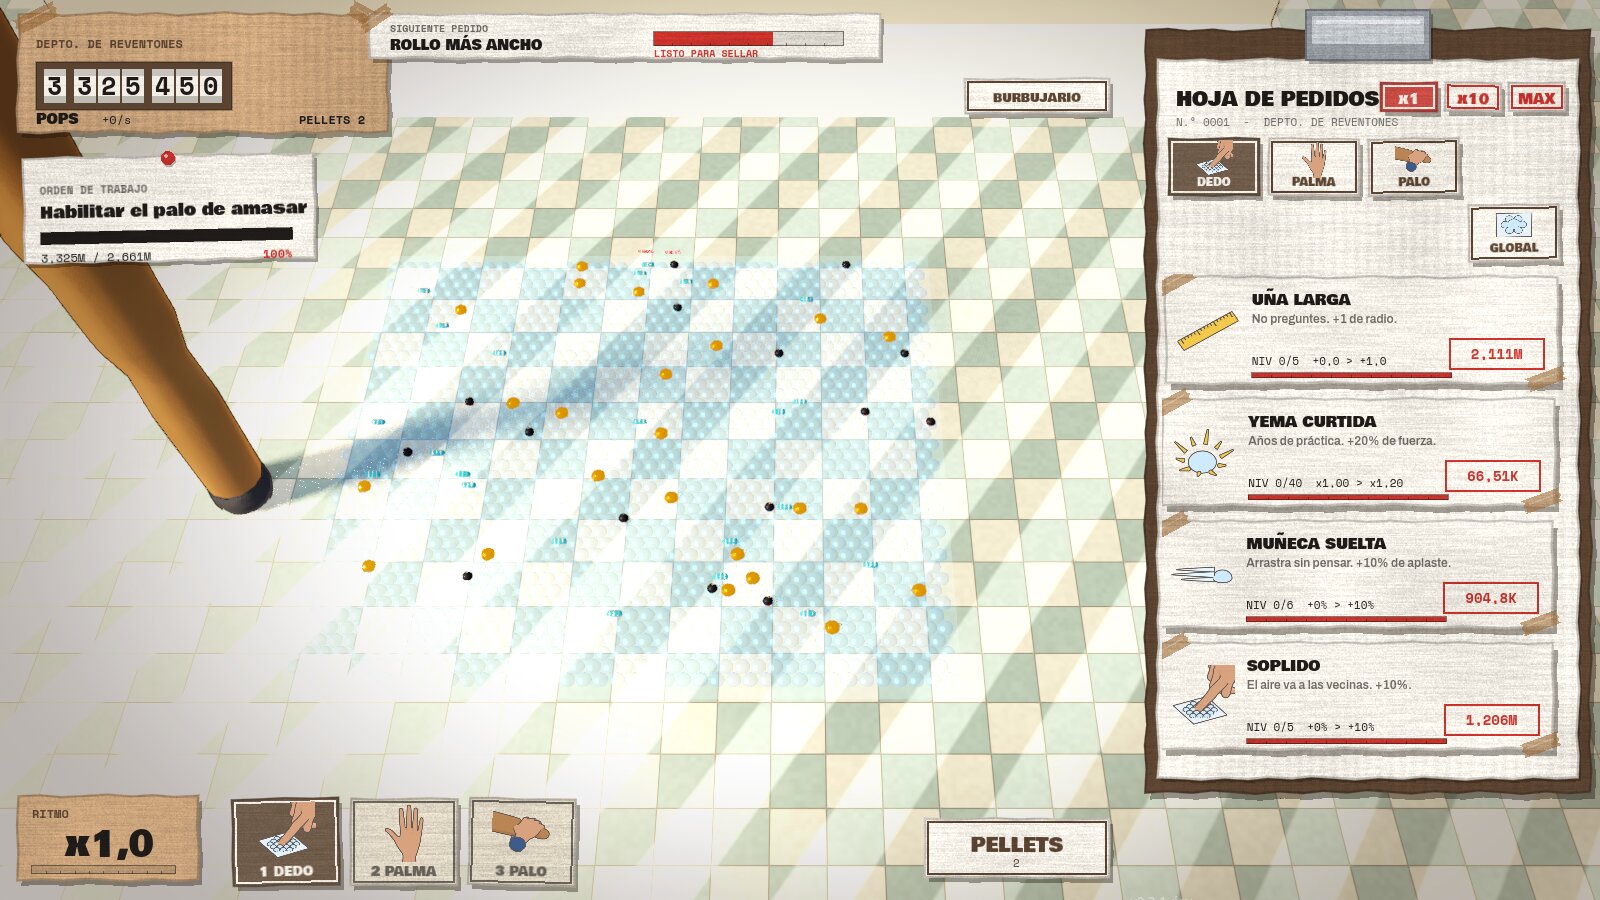 DEPTO. DE REVENTONES
3 325 450
POPS +0/s PELLETS 2
SIGUIENTE PEDIDO
ROLLO MÁS ANCHO
LISTO PARA SELLAR
BURBUJARIO
ORDEN DE TRABAJO
Habilitar el palo de amasar
3,325M / 2,661M 100%
HOJA DE PEDIDOS x1 x10 MAX
N.° 0001 - DEPTO. DE REVENTONES
DEDO PALMA PALO
GLOBAL
UÑA LARGA
No preguntes. +1 de radio.
NIV 0/5 +0,0 > +1,0 2,111M
YEMA CURTIDA
Años de práctica. +20% de fuerza.
NIV 0/40 x1,00 > x1,20 66,51K
MUÑECA SUELTA
Arrastra sin pensar. +10% de aplaste.
NIV 0/6 +0% > +10% 904,8K
SOPLIDO
El aire va a las vecinas. +10%.
NIV 0/5 +0% > +10% 1,206M
RITMO
x1,0
1 DEDO 2 PALMA 3 PALO
PELLETS
2